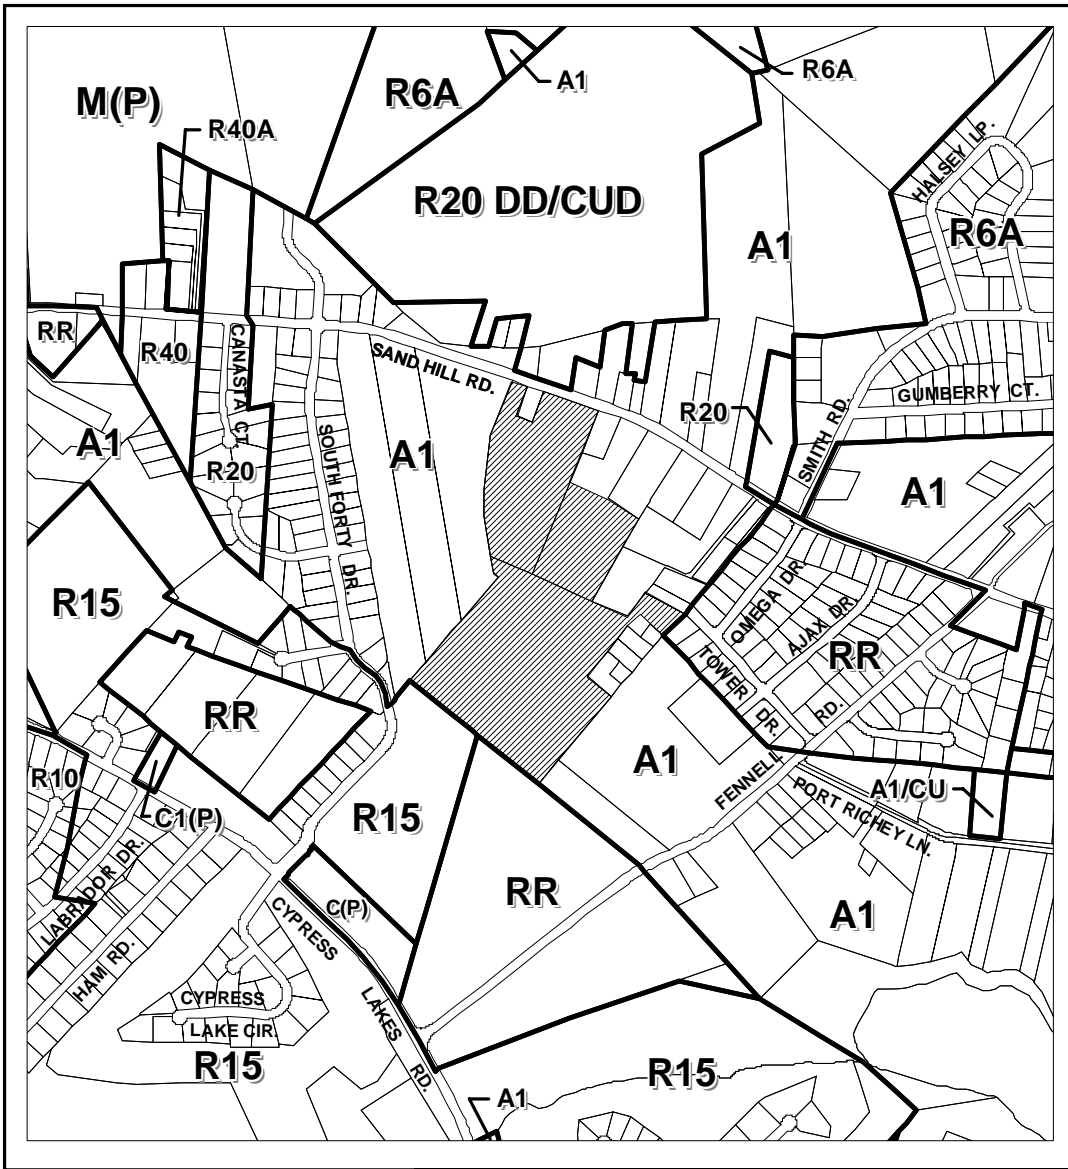 M(P)
R6A
A1
R6A
R40A
R20 DD/CUD
A1
HALSEY LP.
R6A
RR
R40
CANASTA CT.
SAND HILL RD.
R20
GUMBERRY CT.
SMITH RD.
A1
R20
SOUTH FORTY DR.
A1
A1
R15
OMEGA DR.
AJAX DR.
RR
TOWER DR.
RR
A1
FENNELL RD.
R10
C1(P)
A1/CU
PORT RICHEY LN.
R15
LABRADOR DR.
HAM RD.
RR
C(P)
A1
CYPRESS LAKES RD.
CYPRESS
LAKE CIR.
R15
R15
A1